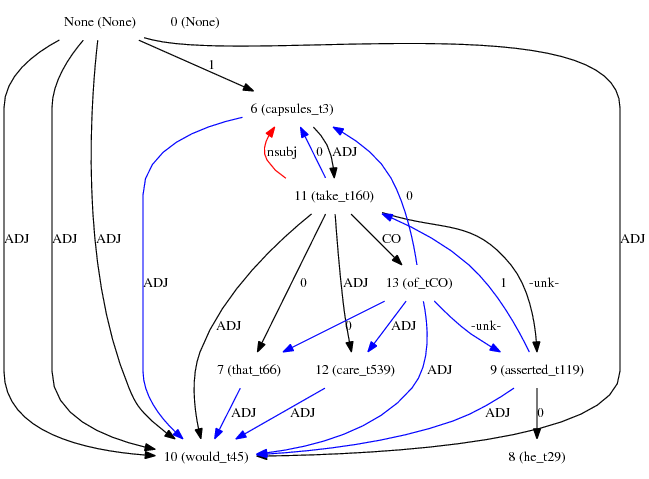 None (None) 0 (None)
1
6 (capsules_t3)
nsubj 0 ADJ
11 (take_t160) 0
ADJ ADJ ADJ CO ADJ
13 (of_tCO) 1 -unk-
ADJ 0 ADJ
ADJ 0 ADJ -unk-
7 (that_t66) 12 (care_t539) ADJ 9 (asserted_t119)
ADJ ADJ ADJ 0
10 (would_t45) 8 (he_t29)